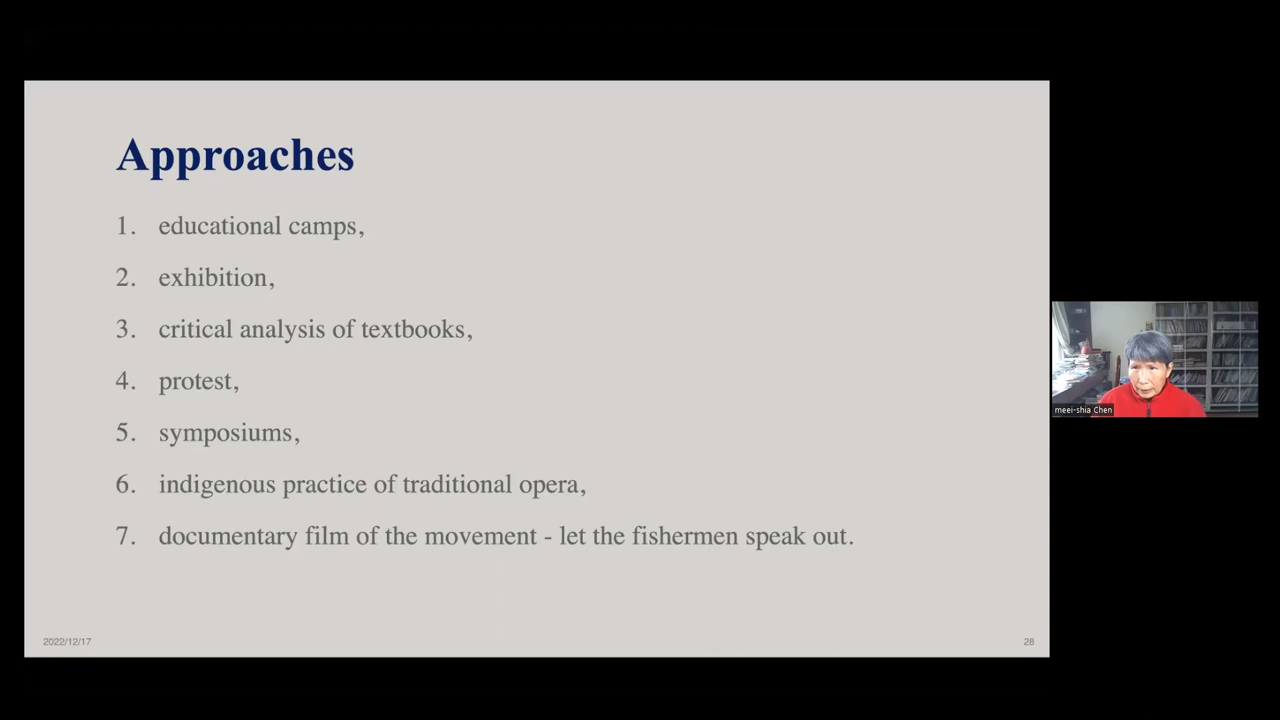 Approaches
1. educational camps,
2. exhibition,
3. critical analysis of textbooks,
4. protest,
5. symposiums,
6. indigenous practice of traditional opera,
7. documentary film of the movement - let the fishermen speak out.
2022/12/17
28
meei-shia Chen